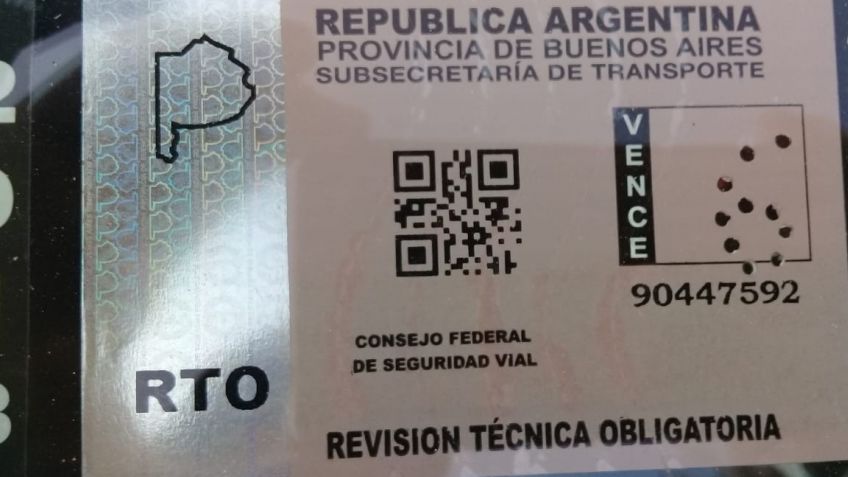 REPUBLICA ARGENTINA
PROVINCIA DE BUENOS AIRES
SUBSECRETARÍA DE TRANSPORTE
VENCE
90447592
CONSEJO FEDERAL
DE SEGURIDAD ViAL
RTO
REVISION TÉCNICA OBLIGATORIA